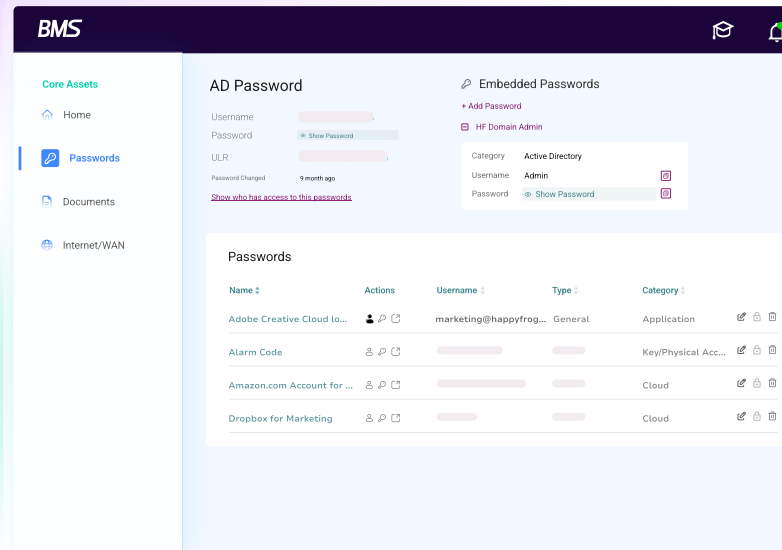 BMS
Core Assets
Home
Passwords
Documents
Internet/WAN
AD Password
Username
Password Show Password
ULR
Password Changed 9 month ago
Show who has access to this passwords
Embedded Passwords
+ Add Password
HF Domain Admin
Category Active Directory
Username Admin
Password Show Password
Passwords
Name Actions Username Type Category
Adobe Creative Cloud lo... marketing@happyfrog... General Application
Alarm Code Key/Physical Acc...
Amazon.com Account for ... Cloud
Dropbox for Marketing Cloud